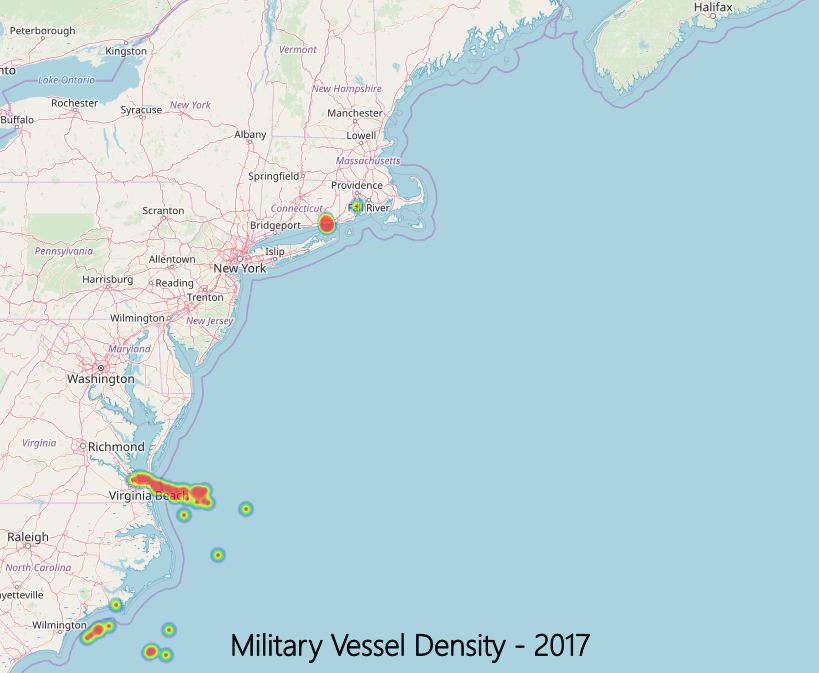 Halifax
Peterborough
Kingston
Vermont
Lake Ontario
Rochester
Syracuse
New York
New Hampshire
Buffalo
Manchester
Albany
Lowell
Massachusetts
Springfield
Providence
Connecticut
River
Scranton
Bridgeport
Pennsylvania
Islip
Allentown
New York
Harrisburg
Reading
Trenton
Wilmington
New Jersey
Maryland
Washington
Virginia
Richmond
Virginia Beach
Raleigh
North Carolina
ayetteville
Wilmington
Military Vessel Density - 2017